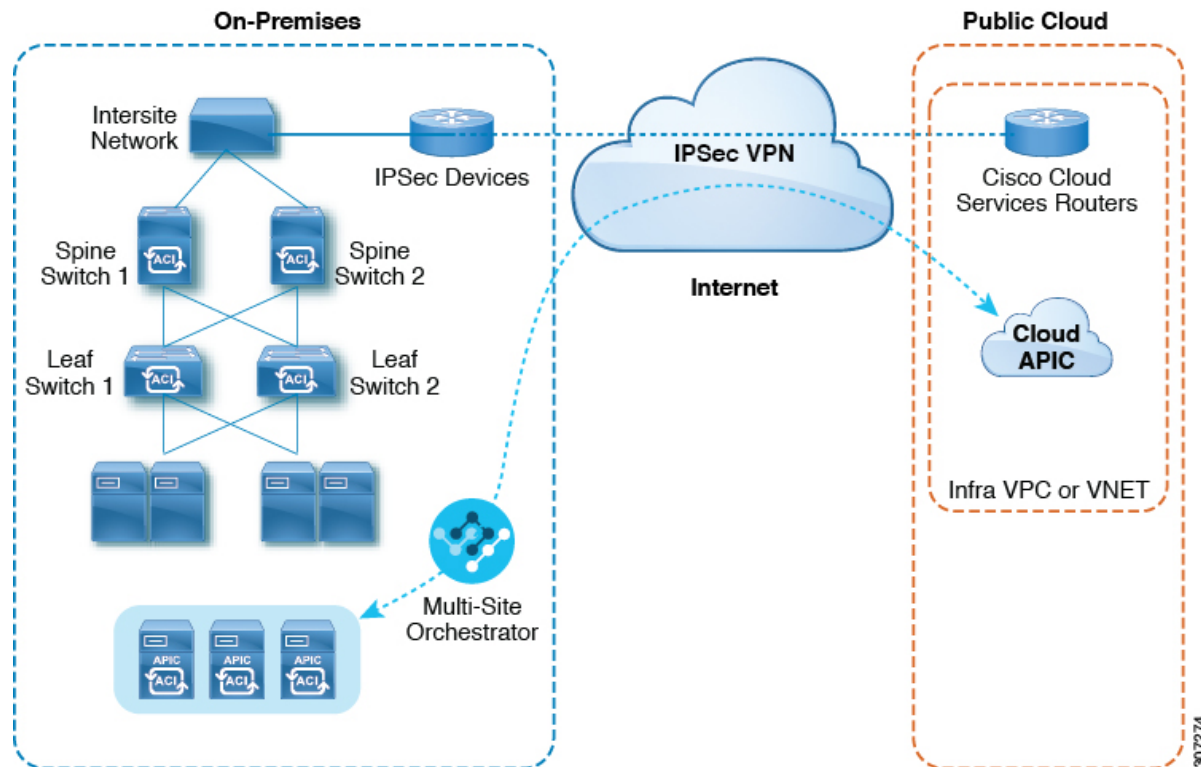 On-Premises
Public Cloud
Intersite
Network
IPSec Devices
IPSec VPN
Internet
Cisco Cloud
Services Routers
Spine
Switch 1
ACI
ACI
Spine
Switch 2
Leaf
Switch 1
ACI
ACI
Leaf
Switch 2
Cloud
APIC
Infra VPC or VNET
Multi-Site
Orchestrator
APIC
ACI
APIC
ACI
APIC
ACI